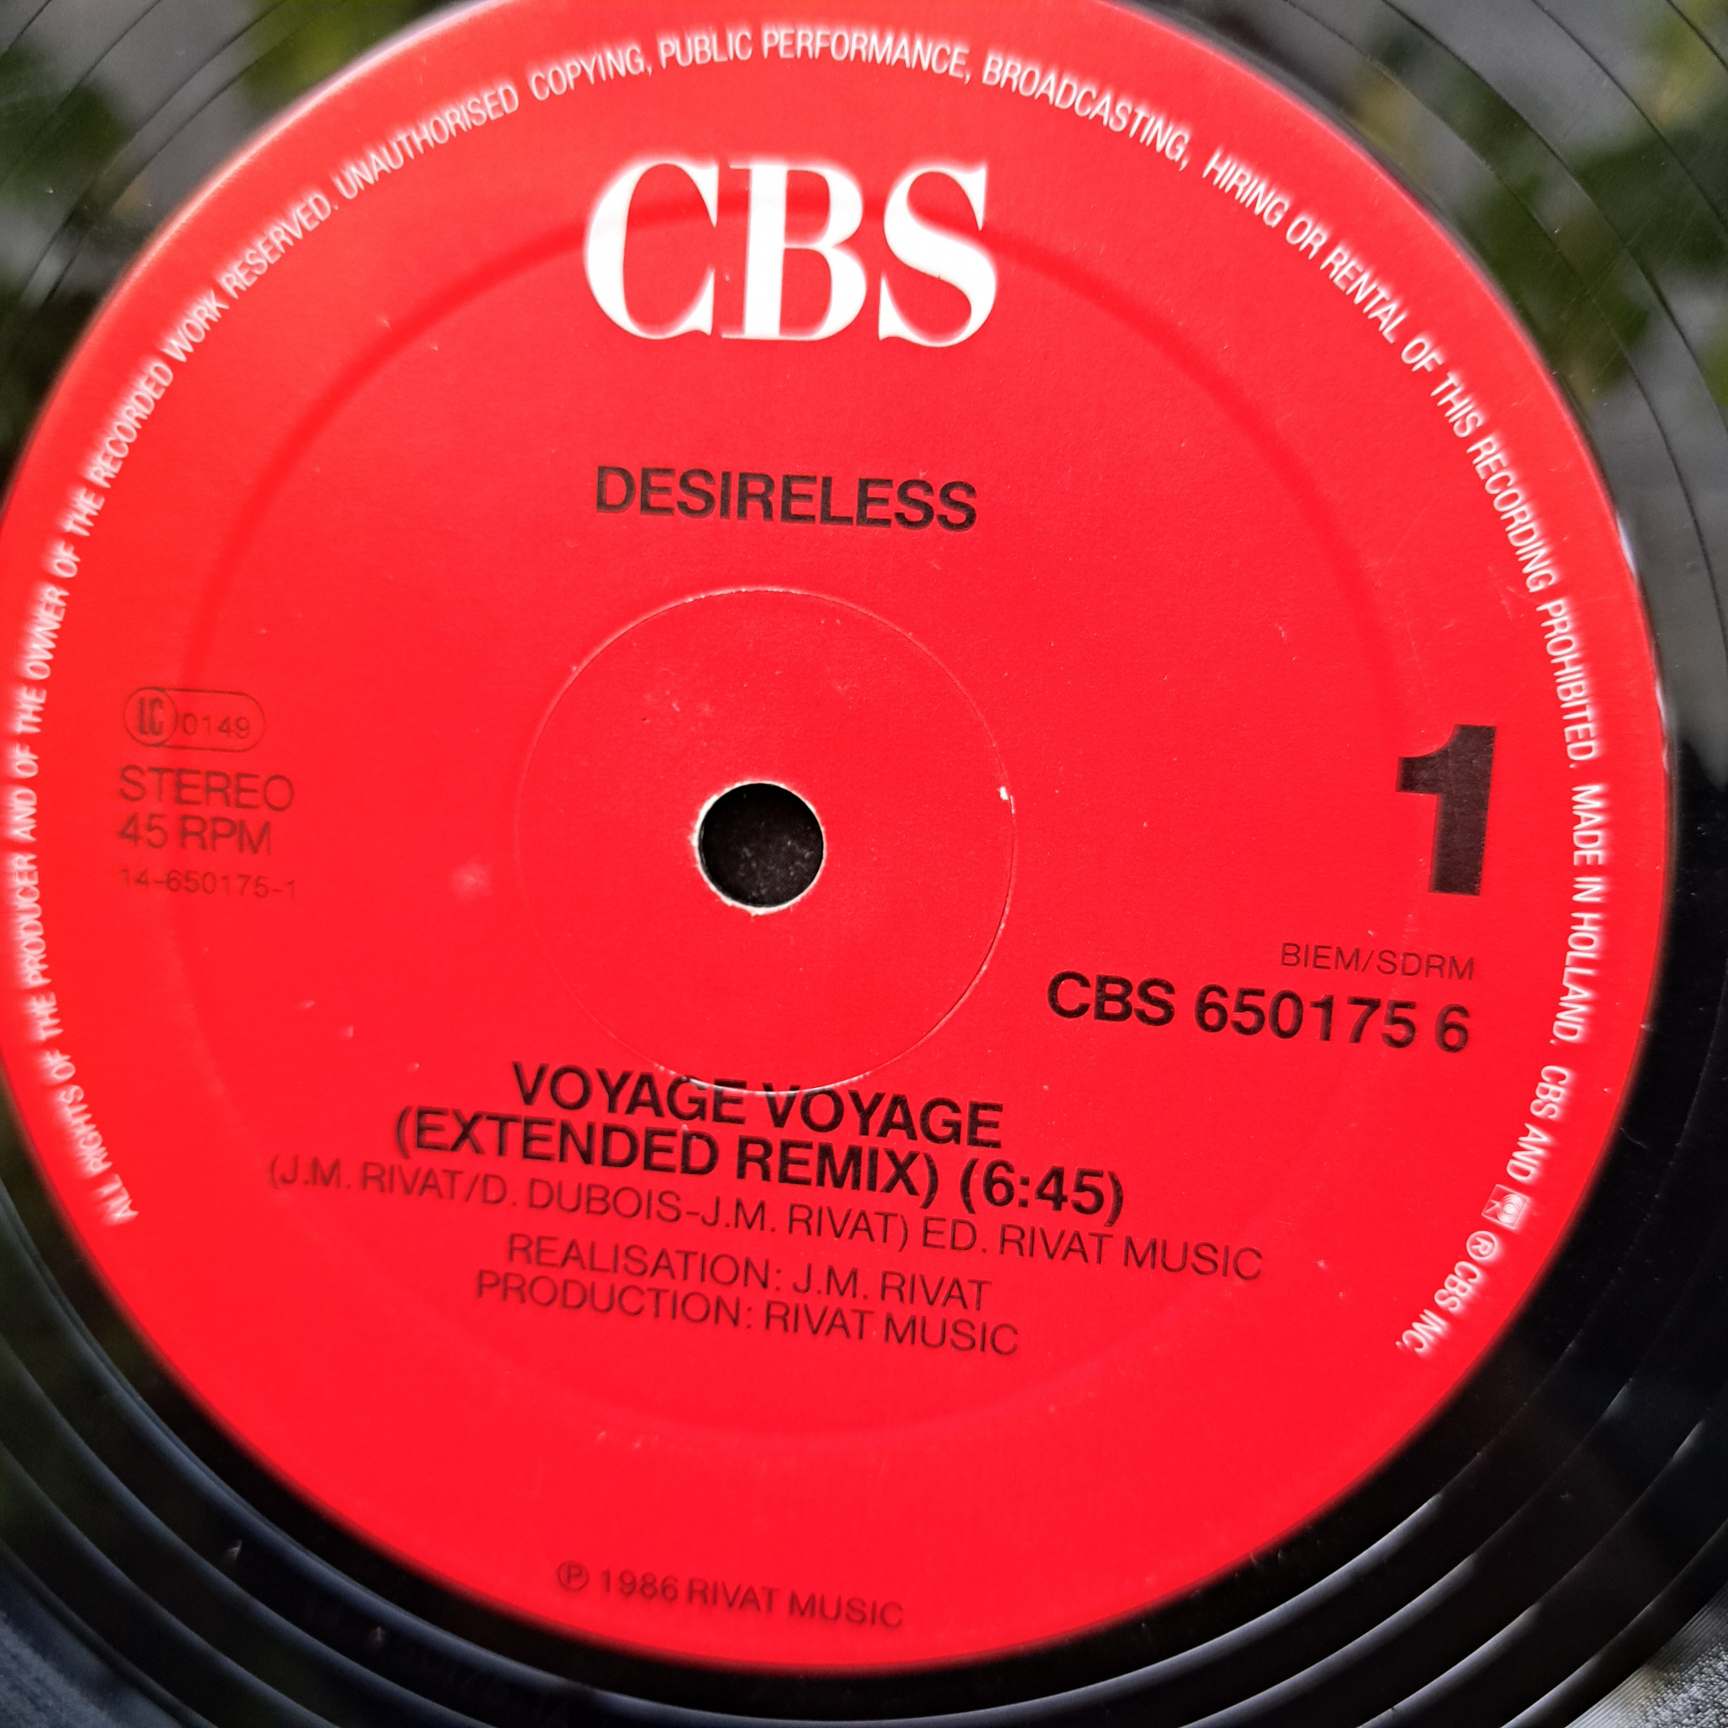 ALL RIGHTS OF THE PRODUCER AND OF THE OWNER OF THE RECORDED WORK RESERVED. UNAUTHORISED COPYING, PUBLIC PERFORMANCE, BROADCASTING, HIRING OR RENTAL OF THIS RECORDING PROHIBITED. MADE IN HOLLAND. CBS AND ® CBS INC.
CBS
DESIRELESS
LC 0149
STEREO
45 RPM
14-650175-1
1
BIEM/SDRM
CBS 650175 6
VOYAGE VOYAGE
(EXTENDED REMIX) (6:45)
(J.M. RIVAT/D. DUBOIS-J.M. RIVAT) ED. RIVAT MUSIC
REALISATION: J.M. RIVAT
PRODUCTION: RIVAT MUSIC
℗ 1986 RIVAT MUSIC